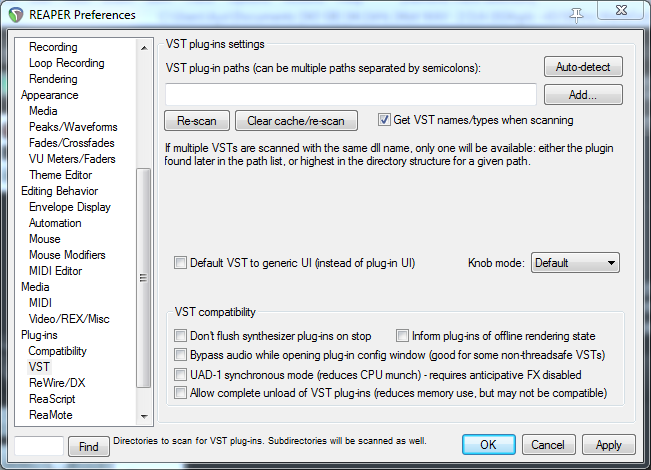 REAPER Preferences
Recording
Loop Recording
Rendering
Appearance
Media
Peaks/Waveforms
Fades/Crossfades
VU Meters/Faders
Theme Editor
Editing Behavior
Envelope Display
Automation
Mouse
Mouse Modifiers
MIDI Editor
Media
MIDI
Video/REX/Misc
Plug-ins
Compatibility
VST
ReWire/DX
ReaScript
ReaMote
VST plug-ins settings
VST plug-in paths (can be multiple paths separated by semicolons):
Auto-detect
Add...
Re-scan
Clear cache/re-scan
Get VST names/types when scanning
If multiple VSTs are scanned with the same dll name, only one will be available: either the plugin
found later in the path list, or highest in the directory structure for a given path.
Default VST to generic UI (instead of plug-in UI)
Knob mode:
Default
VST compatibility
Don't flush synthesizer plug-ins on stop
Inform plug-ins of offline rendering state
Bypass audio while opening plug-in config window (good for some non-threadsafe VSTs)
UAD-1 synchronous mode (reduces CPU munch) - requires anticipative FX disabled
Allow complete unload of VST plug-ins (reduces memory use, but may not be compatible)
Find
Directories to scan for VST plug-ins. Subdirectories will be scanned as well.
OK
Cancel
Apply